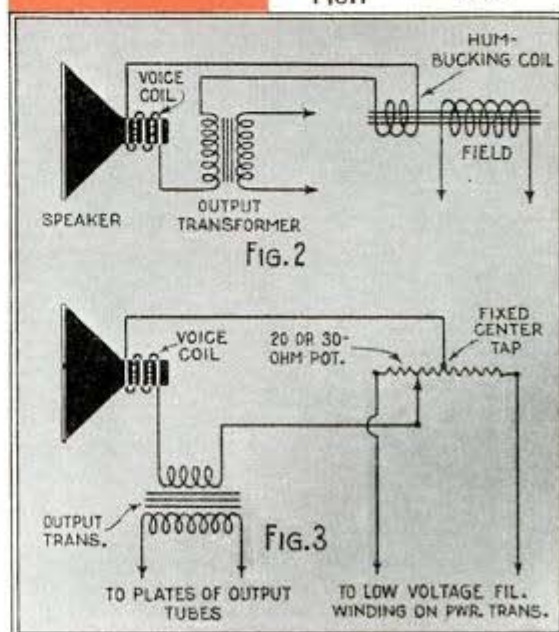 HUM-
BUCKING COIL
VOICE
COIL
FIELD
SPEAKER
OUTPUT
TRANSFORMER
FIG. 2
FIXED
CENTER
TAP
VOICE
COIL
20 OR 30-
OHM POT.
OUTPUT
TRANS.
FIG. 3
TO PLATES OF OUTPUT
TUBES
TO LOW VOLTAGE FIL.
WINDING ON PWR. TRANS.